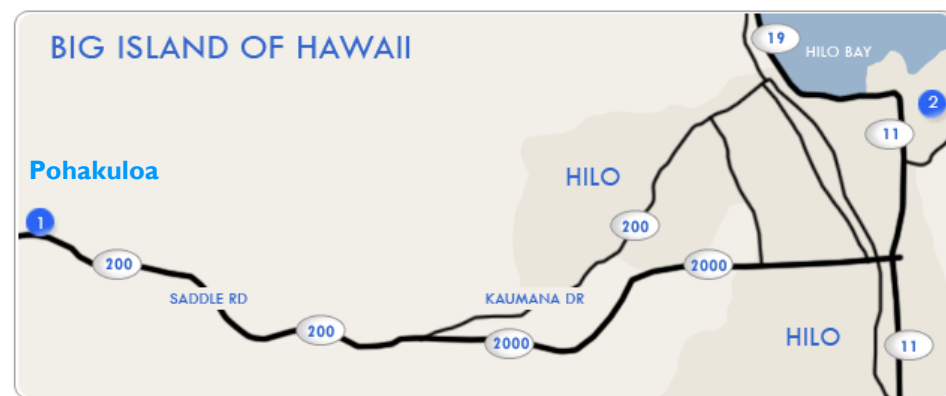 BIG ISLAND OF HAWAII
19
HILO BAY
2
11
Pohakuloa
HILO
1
200
200
2000
SADDLE RD
KAUMANA DR
200
2000
HILO
11